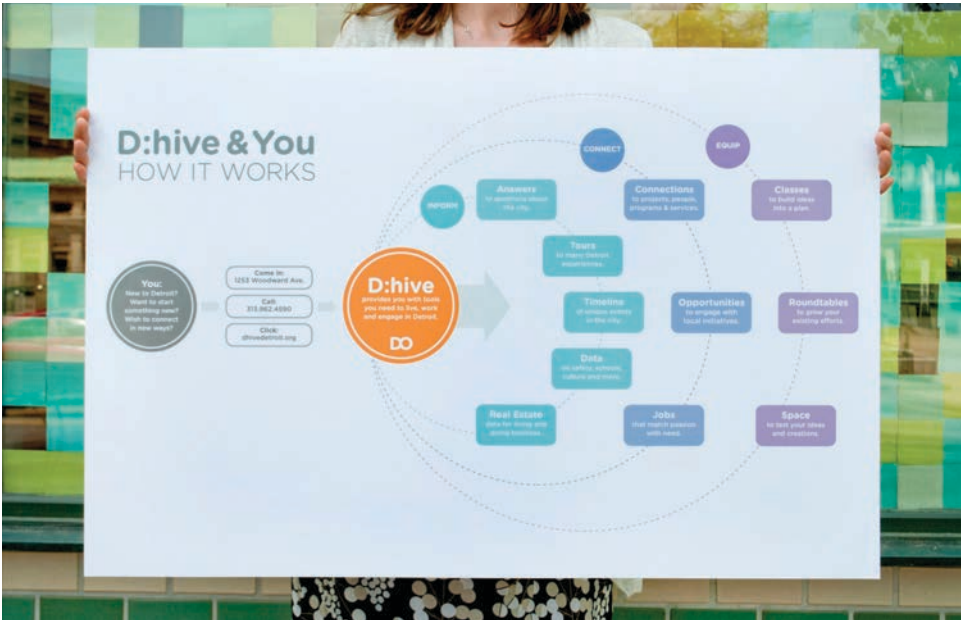 D:hive & You
HOW IT WORKS
You:
New to Detroit?
Want to start
something new?
Wish to connect
in new ways?
Come in:
1253 Woodward Ave.
Call:
313.962.4590
Click:
dhivedetroit.org
D:hive
provides you with tools
you need to live, work
and engage in Detroit.
DO
INFORM
Answers
to questions about
the city.
Tours
to many Detroit
experiences.
Timeline
of events
in the city.
Data
on safety, schools,
culture and more.
Real Estate
data for living and
doing business.
CONNECT
Connections
to projects, people,
programs & services.
Opportunities
to engage with
local initiatives.
Jobs
that match passion
with need.
EQUIP
Classes
to build ideas
into a plan.
Roundtables
to grow your
existing efforts.
Space
to test your ideas
and creations.